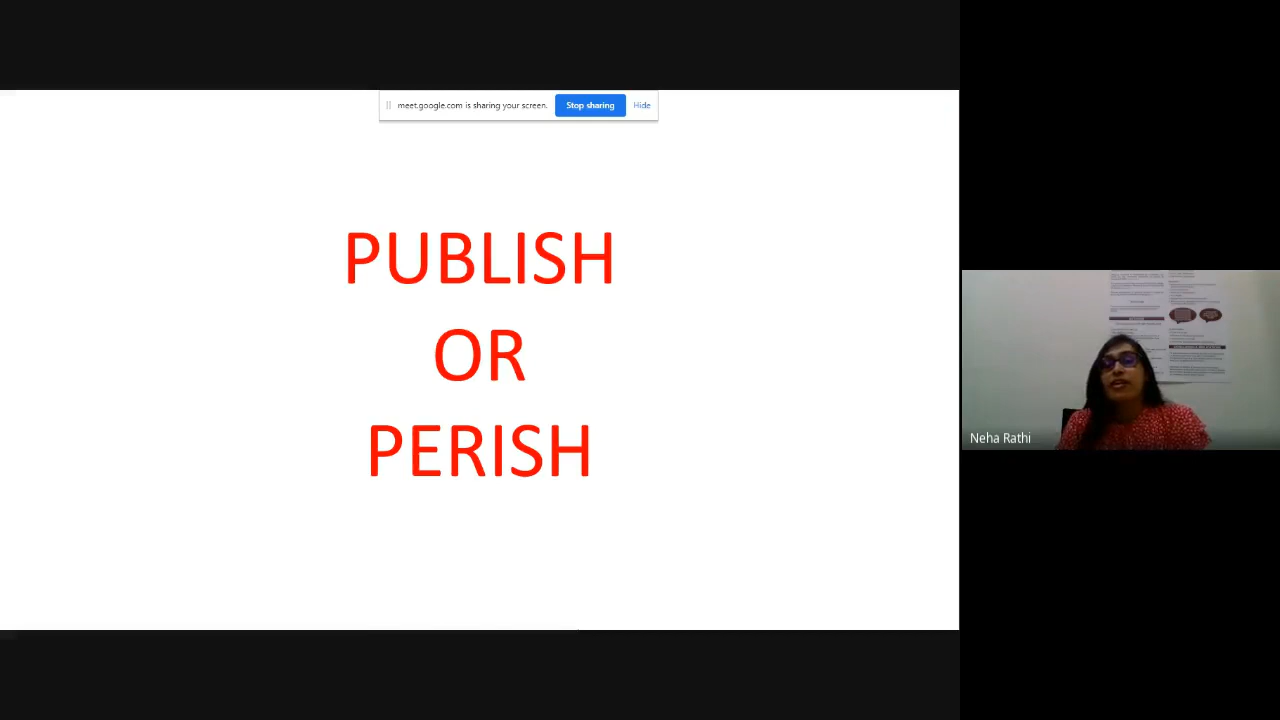 meet.google.com is sharing your screen. Stop sharing Hide
PUBLISH
OR
PERISH
Neha Rathi